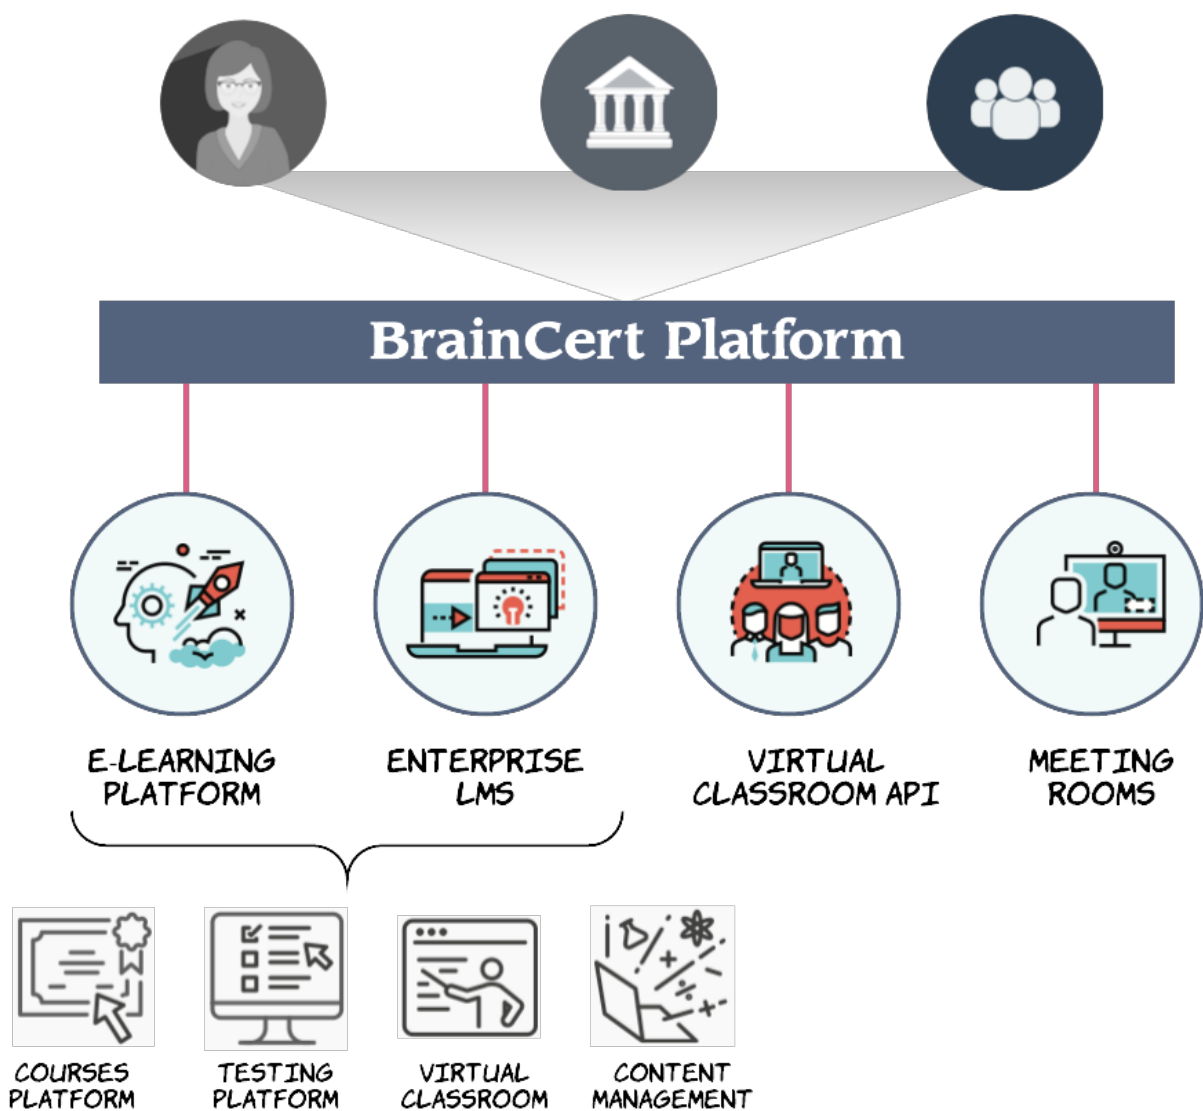 BrainCert Platform
E-LEARNING
PLATFORM
ENTERPRISE
LMS
VIRTUAL
CLASSROOM API
MEETING
ROOMS
COURSES
PLATFORM
TESTING
PLATFORM
VIRTUAL
CLASSROOM
CONTENT
MANAGEMENT